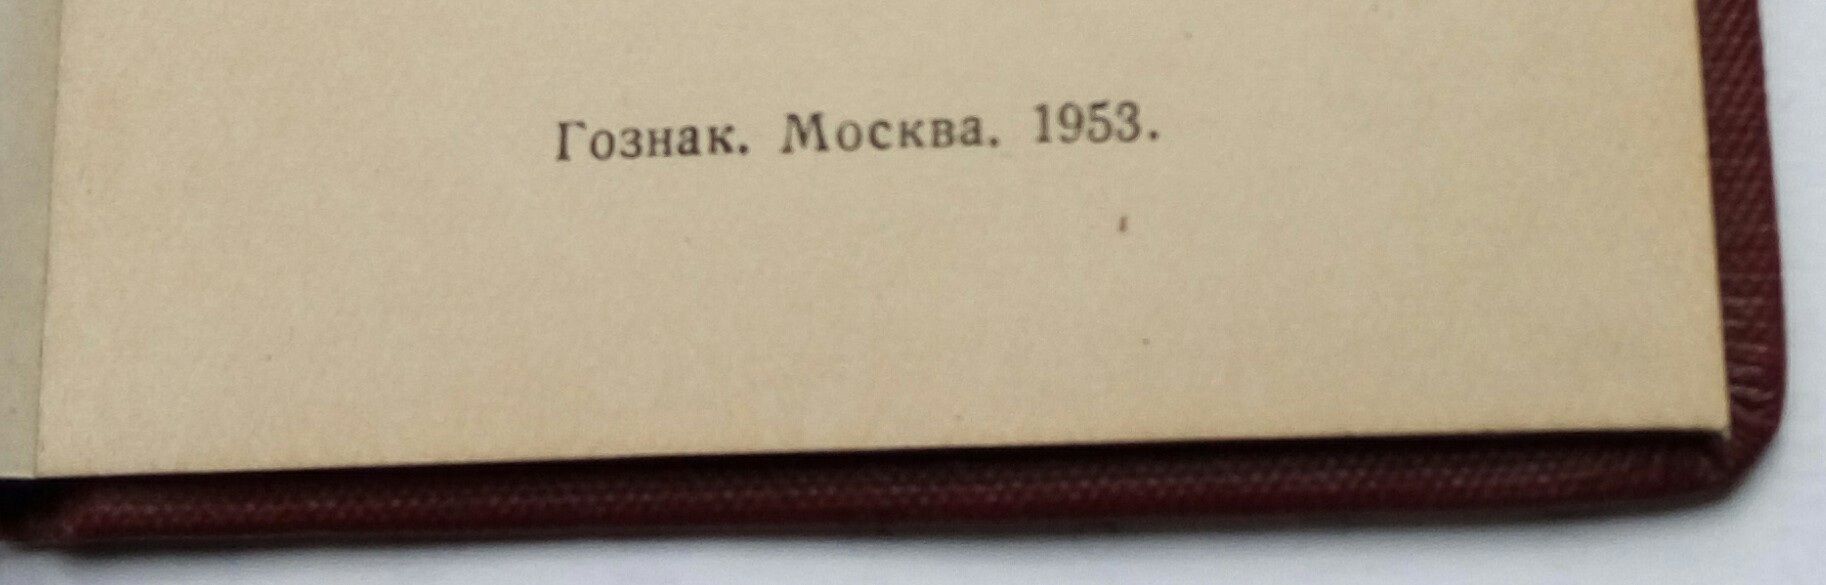 Гознак. Москва. 1953.